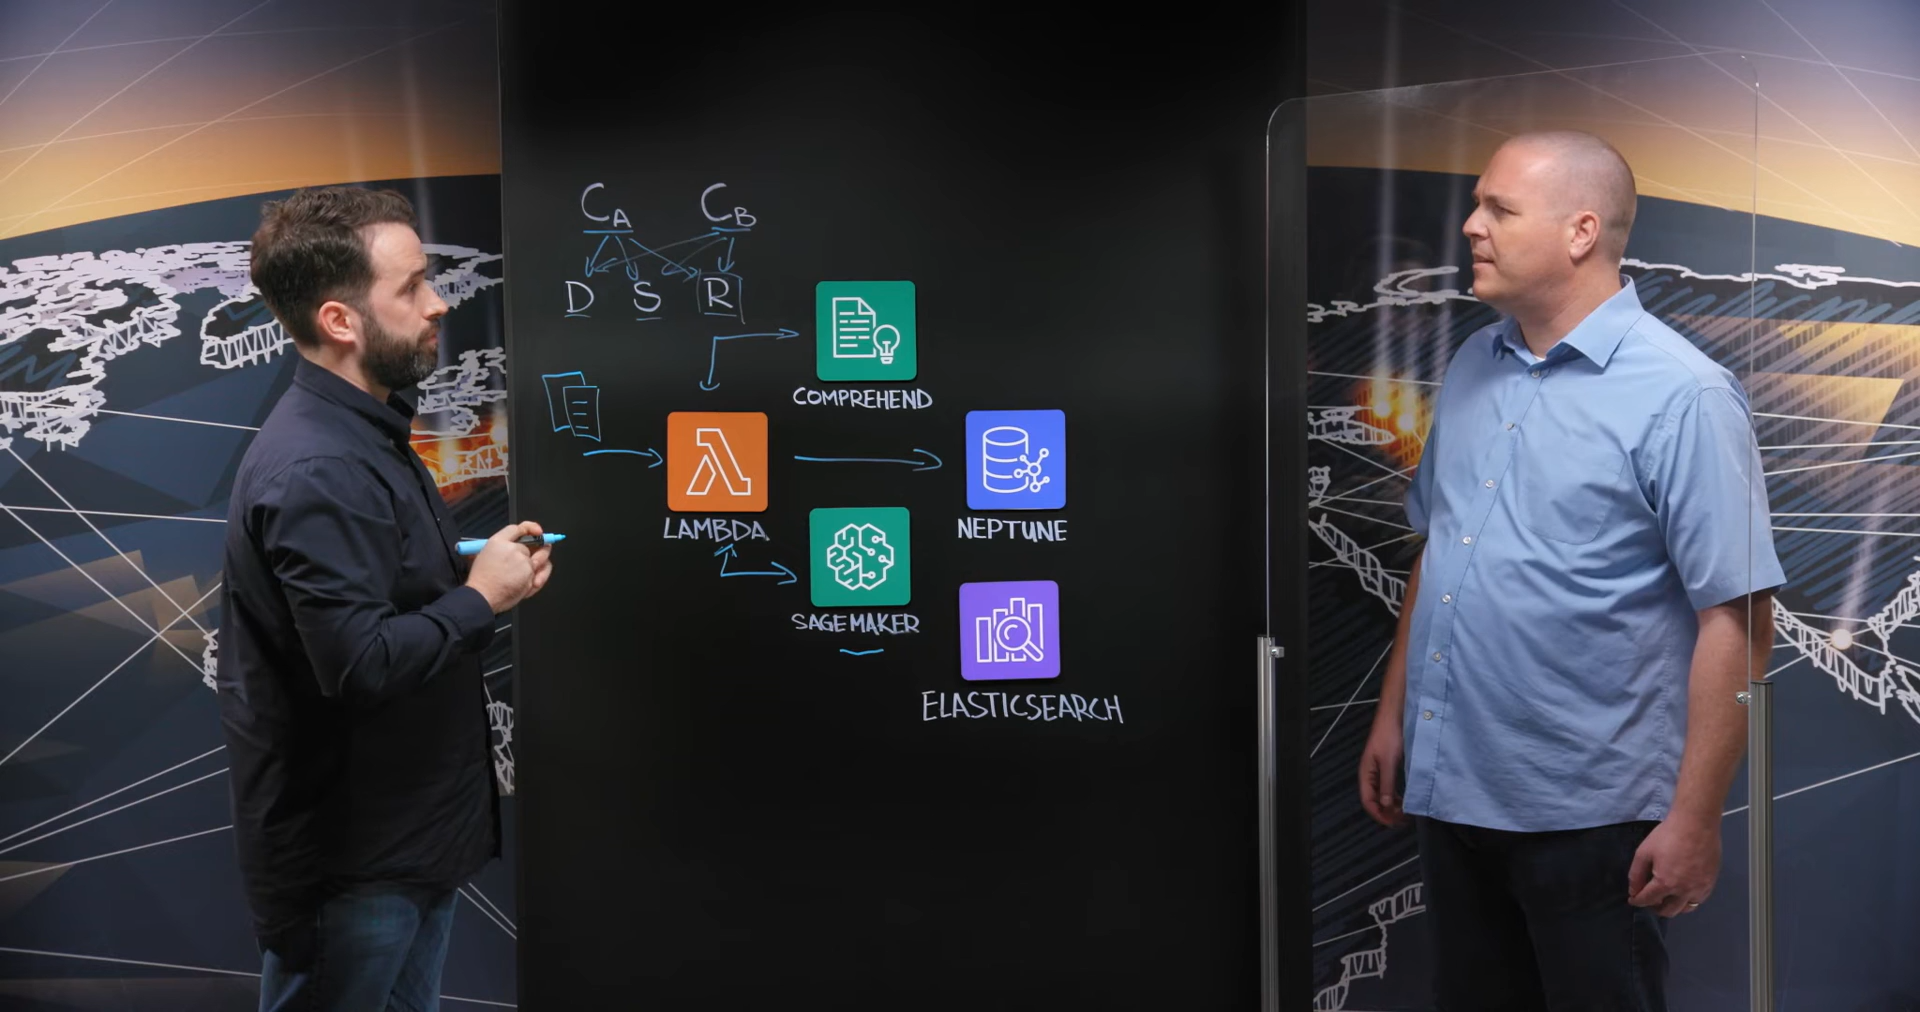 CA CB
D S R
COMPREHEND
LAMBDA
NEPTUNE
SAGEMAKER
ELASTICSEARCH